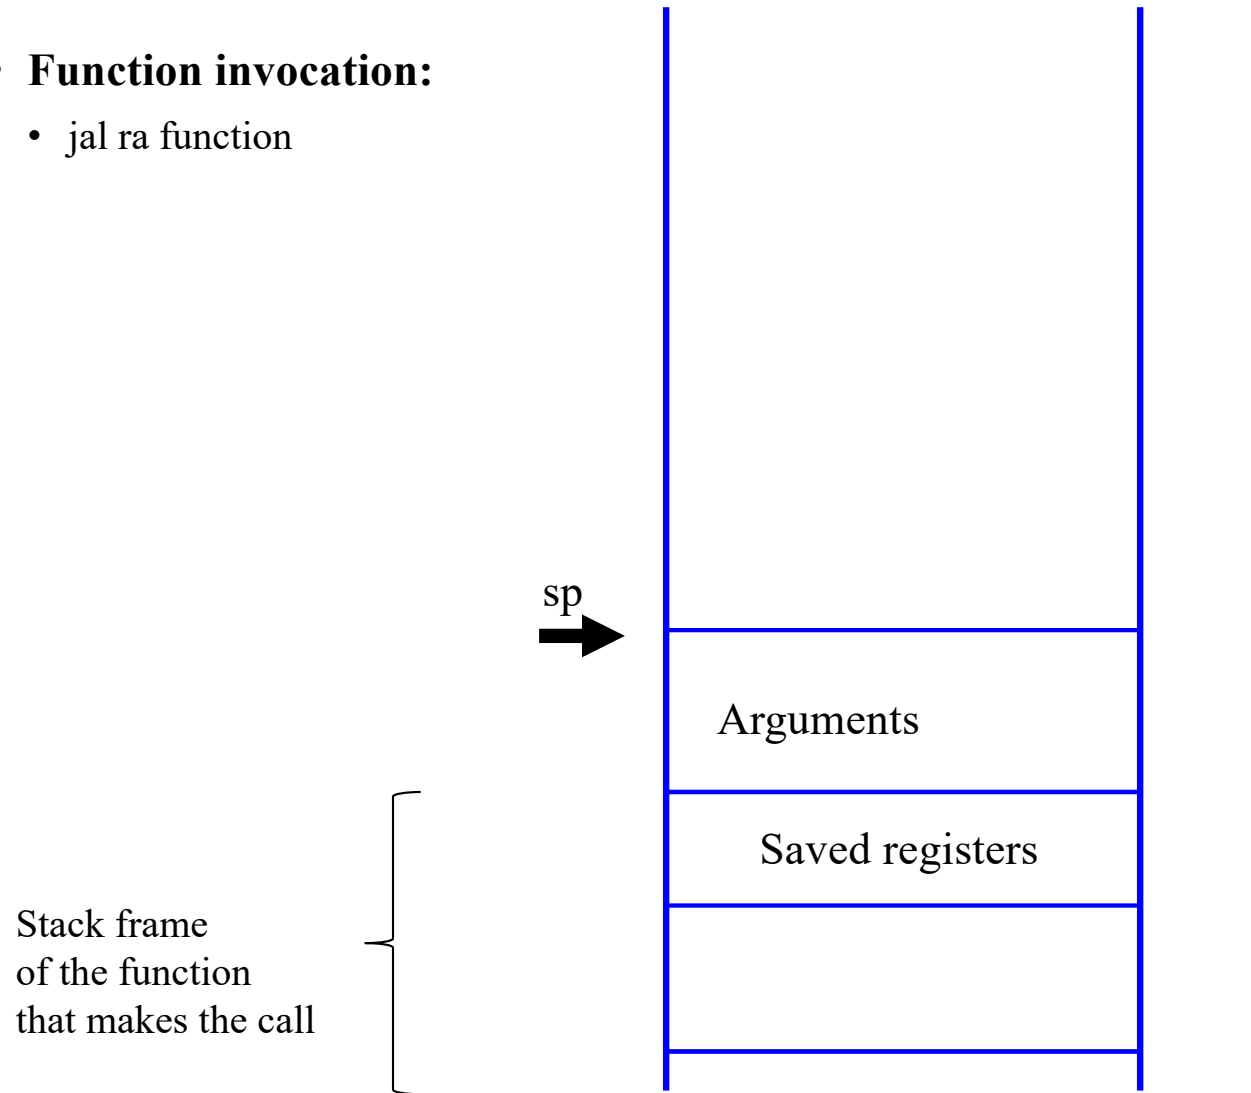 • Function invocation:
• jal ra function
sp
Arguments
Saved registers
Stack frame
of the function
that makes the call